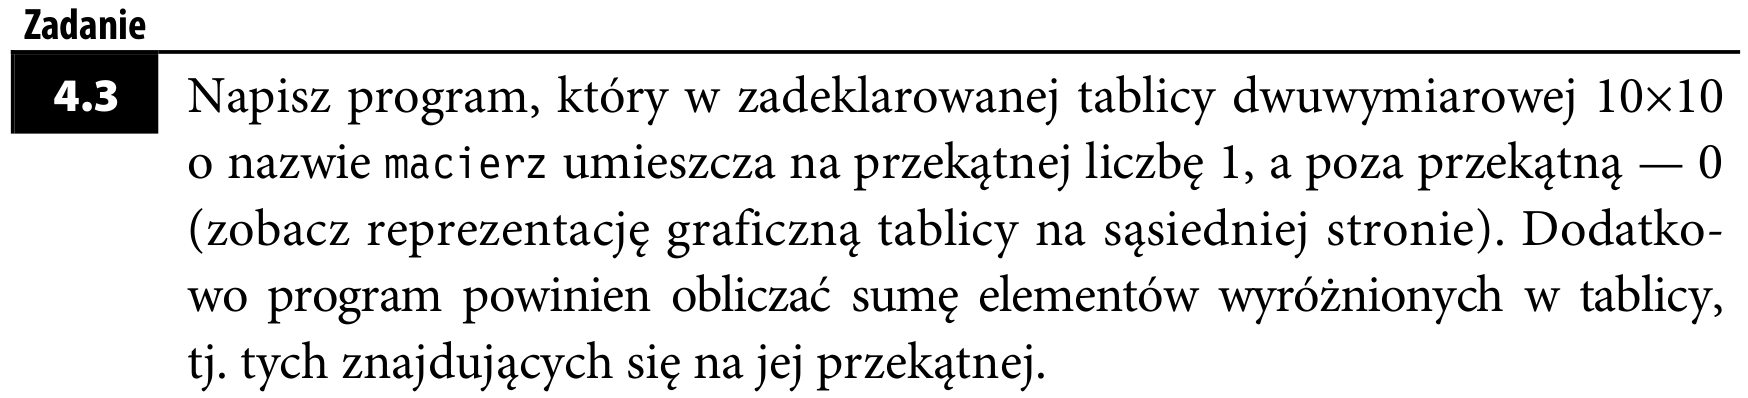 Zadanie
4.3 Napisz program, który w zadeklarowanej tablicy dwuwymiarowej 10×10
o nazwie macierz umieszcza na przekątnej liczbę 1, a poza przekątną — 0
(zobacz reprezentację graficzną tablicy na sąsiedniej stronie). Dodatko-
wo program powinien obliczać sumę elementów wyróżnionych w tablicy,
tj. tych znajdujących się na jej przekątnej.